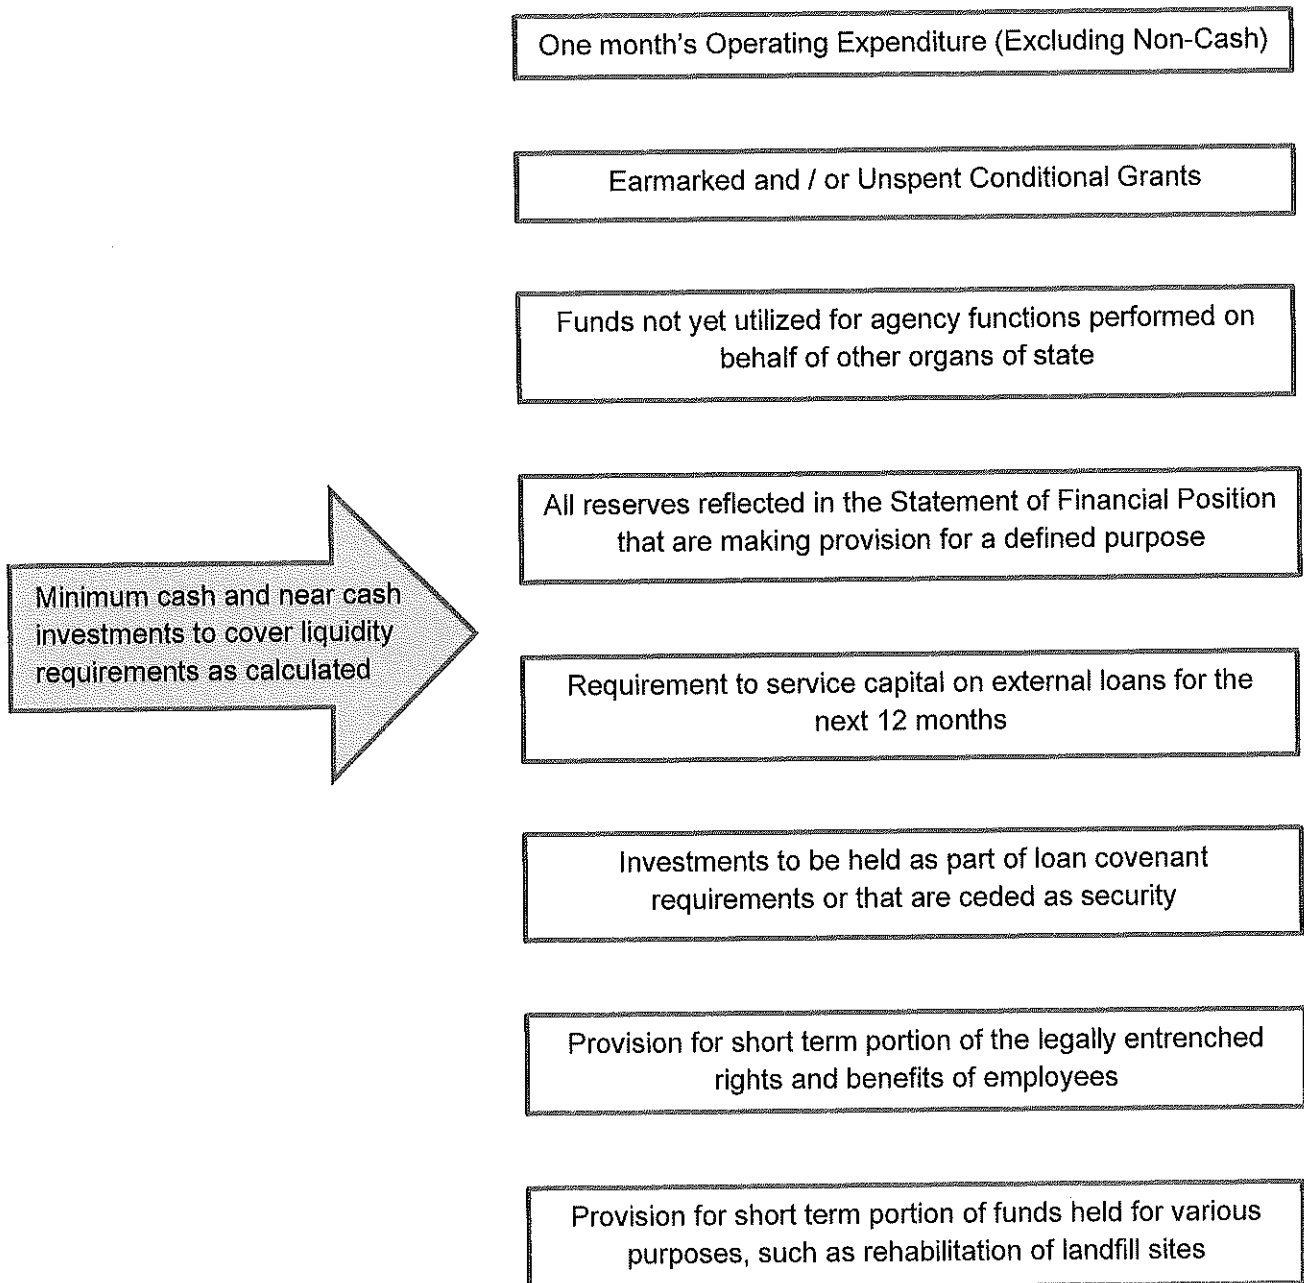 One month's Operating Expenditure (Excluding Non-Cash)
Earmarked and / or Unspent Conditional Grants
Funds not yet utilized for agency functions performed on
behalf of other organs of state
All reserves reflected in the Statement of Financial Position
that are making provision for a defined purpose
Minimum cash and near cash
investments to cover liquidity
requirements as calculated
Requirement to service capital on external loans for the
next 12 months
Investments to be held as part of loan covenant
requirements or that are ceded as security
Provision for short term portion of the legally entrenched
rights and benefits of employees
Provision for short term portion of funds held for various
purposes, such as rehabilitation of landfill sites